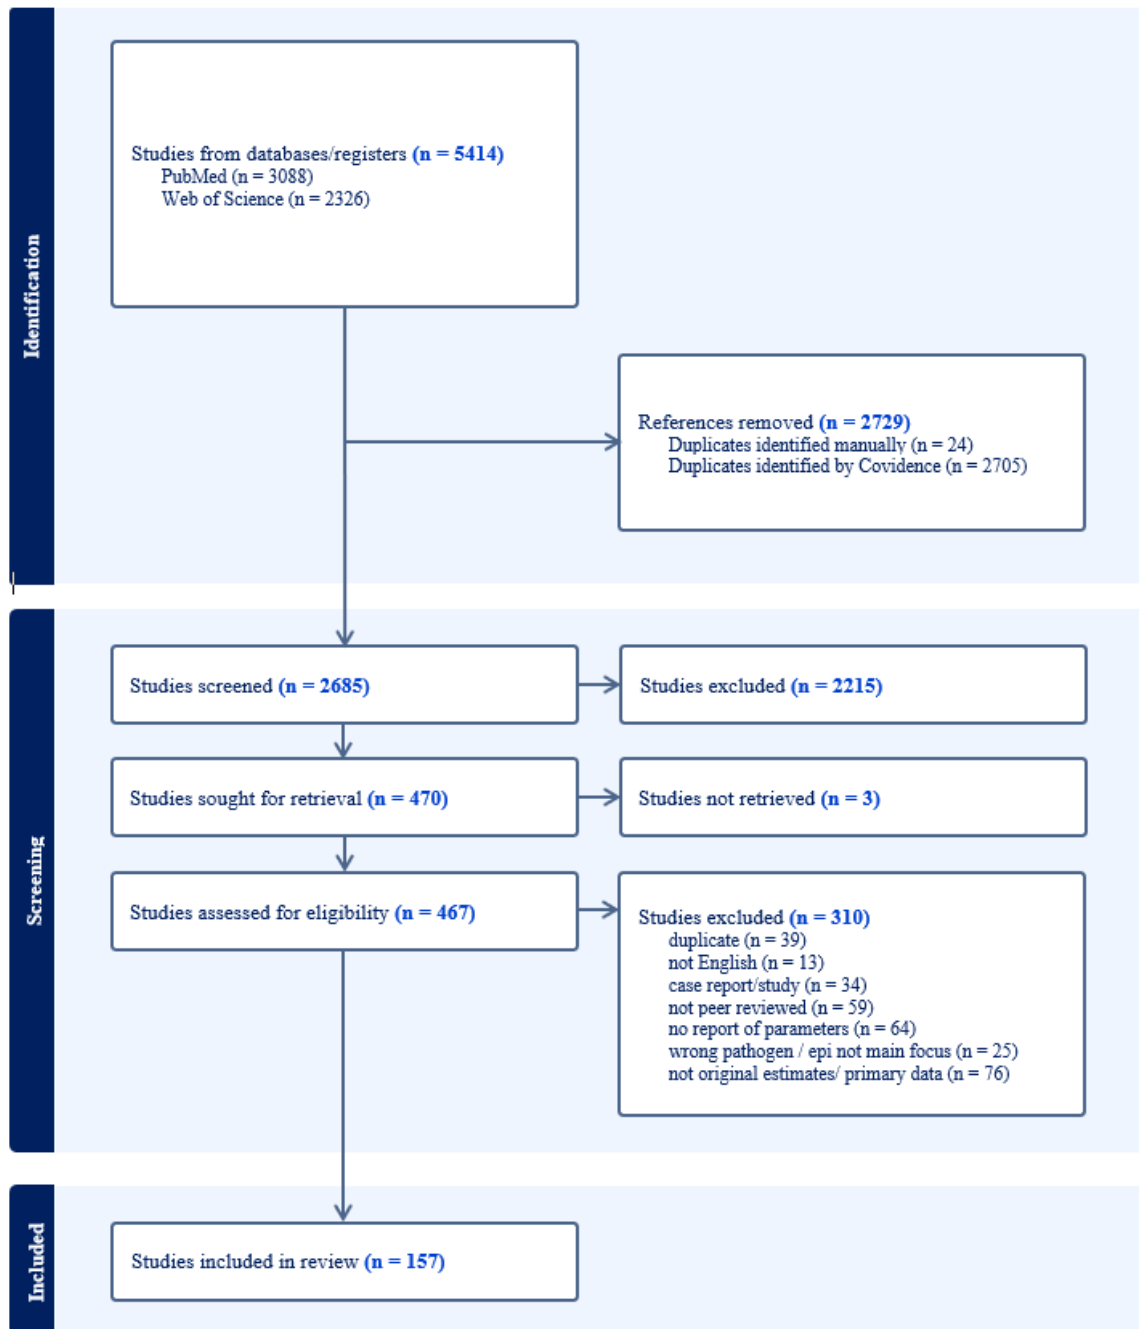 Identification
Studies from databases/registers (n = 5414)
PubMed (n = 3088)
Web of Science (n = 2326)
References removed (n = 2729)
Duplicates identified manually (n = 24)
Duplicates identified by Covidence (n = 2705)
Screening
Studies screened (n = 2685)
Studies excluded (n = 2215)
Studies sought for retrieval (n = 470)
Studies not retrieved (n = 3)
Studies assessed for eligibility (n = 467)
Studies excluded (n = 310)
duplicate (n = 39)
not English (n = 13)
case report/study (n = 34)
not peer reviewed (n = 59)
no report of parameters (n = 64)
wrong pathogen / epi not main focus (n = 25)
not original estimates/ primary data (n = 76)
Included
Studies included in review (n = 157)